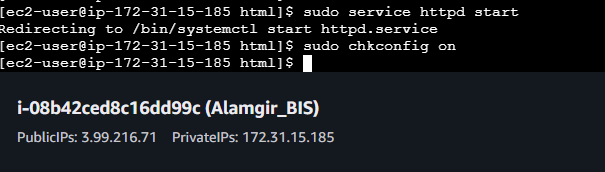 [ec2-user@ip-172-31-15-185 html]$ sudo service httpd start
Redirecting to /bin/systemctl start httpd.service
[ec2-user@ip-172-31-15-185 html]$ sudo chkconfig on
[ec2-user@ip-172-31-15-185 html]$
i-08b42ced8c16dd99c (Alamgir_BIS)
PublicIPs: 3.99.216.71 PrivateIPs: 172.31.15.185